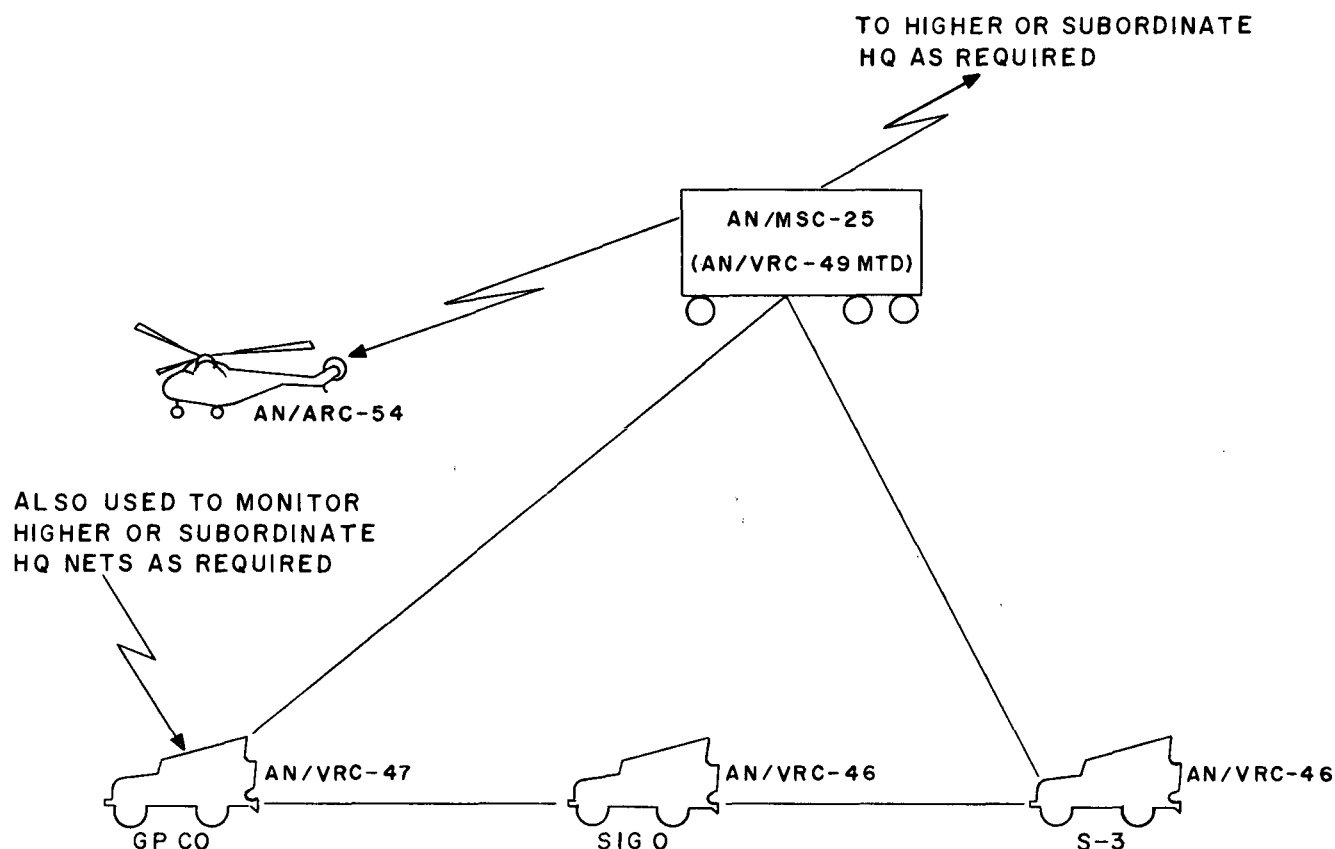 TO HIGHER OR SUBORDINATE
HQ AS REQUIRED
AN/MSC-25
(AN/VRC-49 MTD)
AN/ARC-54
ALSO USED TO MONITOR
HIGHER OR SUBORDINATE
HQ NETS AS REQUIRED
AN/VRC-47
AN/VRC-46
AN/VRC-46
GP CO
SIG O
S-3